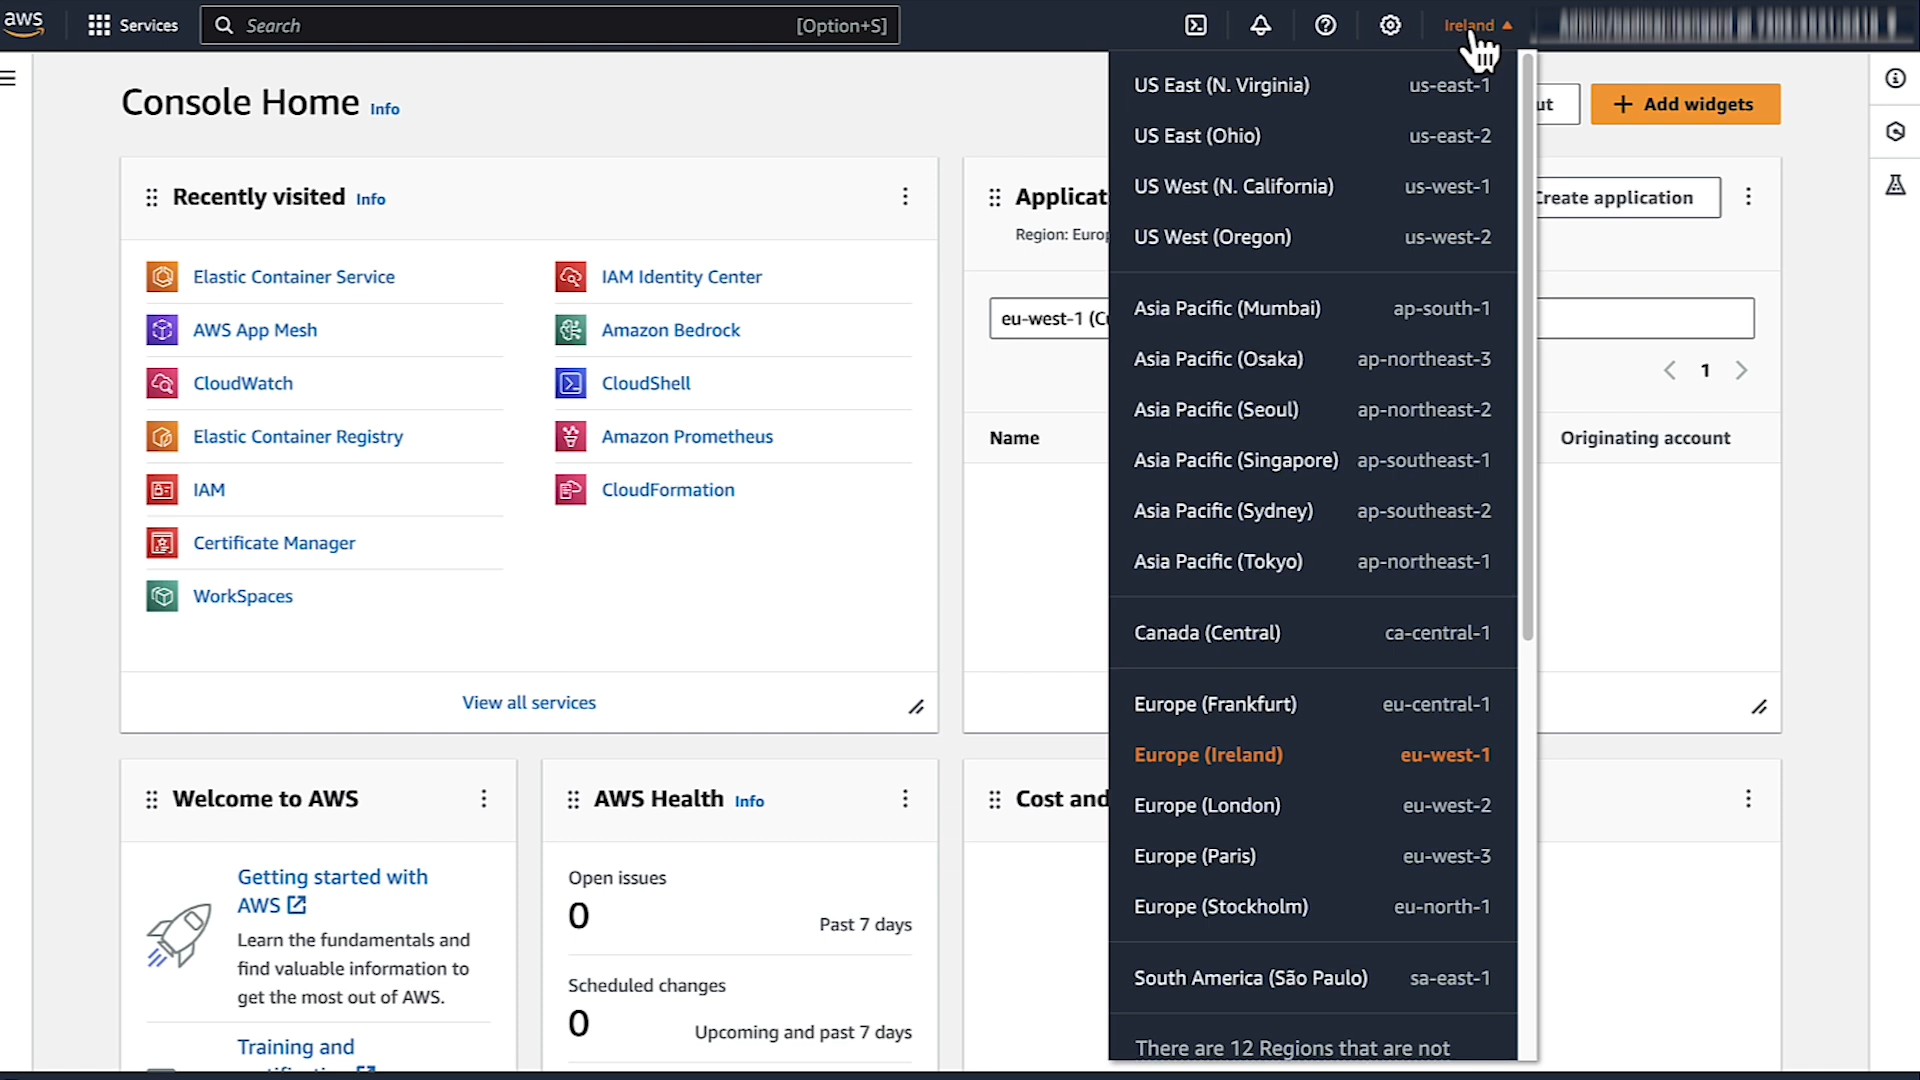 aws
Services
Search
[Option+S]
Ireland
Console Home
Info
ut
Add widgets
Recently visited
Info
Elastic Container Service
AWS App Mesh
CloudWatch
Elastic Container Registry
IAM
Certificate Manager
WorkSpaces
IAM Identity Center
Amazon Bedrock
CloudShell
Amazon Prometheus
CloudFormation
View all services
Applicat
Region: Europ
Create application
eu-west-1 (Cu
1
Name
Originating account
US East (N. Virginia) us-east-1
US East (Ohio) us-east-2
US West (N. California) us-west-1
US West (Oregon) us-west-2
Asia Pacific (Mumbai) ap-south-1
Asia Pacific (Osaka) ap-northeast-3
Asia Pacific (Seoul) ap-northeast-2
Asia Pacific (Singapore) ap-southeast-1
Asia Pacific (Sydney) ap-southeast-2
Asia Pacific (Tokyo) ap-northeast-1
Canada (Central) ca-central-1
Europe (Frankfurt) eu-central-1
Europe (Ireland) eu-west-1
Europe (London) eu-west-2
Europe (Paris) eu-west-3
Europe (Stockholm) eu-north-1
South America (São Paulo) sa-east-1
There are 12 Regions that are not
Welcome to AWS
Getting started with
AWS
Learn the fundamentals and
find valuable information to
get the most out of AWS.
Training and
AWS Health
Info
Open issues
0
Past 7 days
Scheduled changes
0
Upcoming and past 7 days
Cost and